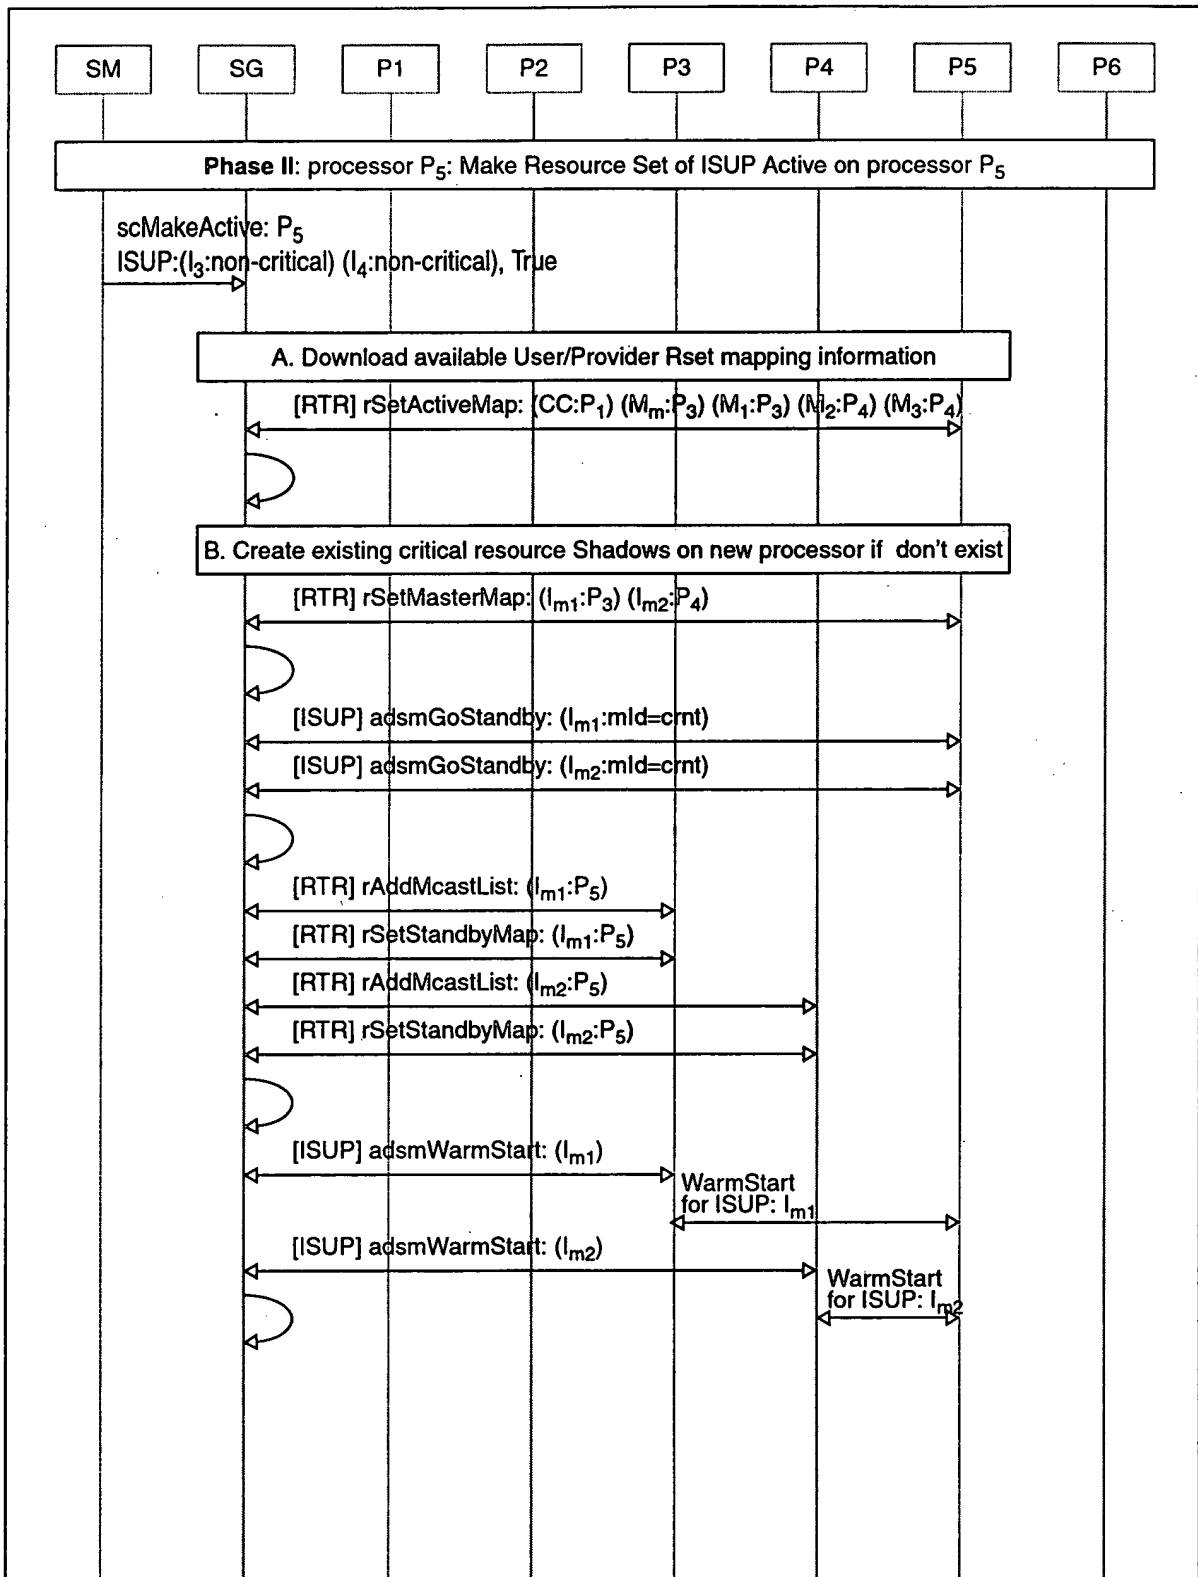 SM SG P1 P2 P3 P4 P5 P6
Phase II: processor P5: Make Resource Set of ISUP Active on processor P5
scMakeActive: P5
ISUP:(I3:non-critical) (I4:non-critical), True
A. Download available User/Provider Rset mapping information
[RTR] rSetActiveMap: (CC:P1) (Mm:P3) (M1:P3) (M2:P4) (M3:P4)
B. Create existing critical resource Shadows on new processor if don't exist
[RTR] rSetMasterMap: (Im1:P3) (Im2:P4)
[ISUP] adsmGoStandby: (Im1:mId=crnt)
[ISUP] adsmGoStandby: (Im2:mId=crnt)
[RTR] rAddMcastList: (Im1:P5)
[RTR] rSetStandbyMap: (Im1:P5)
[RTR] rAddMcastList: (Im2:P5)
[RTR] rSetStandbyMap: (Im2:P5)
[ISUP] adsmWarmStart: (Im1)
WarmStart
for ISUP: Im1
[ISUP] adsmWarmStart: (Im2)
WarmStart
for ISUP: Im2